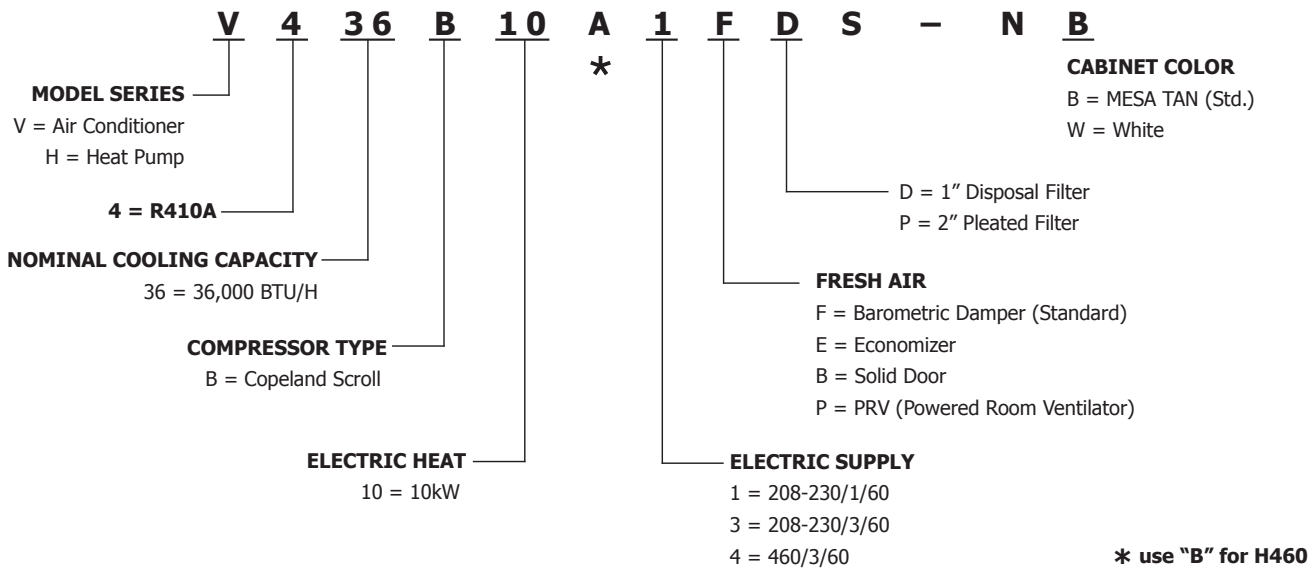 V 4 36 B 10 A 1 F D S – N B
*
CABINET COLOR
B = MESA TAN (Std.)
W = White
MODEL SERIES
V = Air Conditioner
H = Heat Pump
D = 1” Disposal Filter
P = 2” Pleated Filter
4 = R410A
NOMINAL COOLING CAPACITY
36 = 36,000 BTU/H
FRESH AIR
F = Barometric Damper (Standard)
E = Economizer
B = Solid Door
P = PRV (Powered Room Ventilator)
COMPRESSOR TYPE
B = Copeland Scroll
ELECTRIC HEAT
10 = 10kW
ELECTRIC SUPPLY
1 = 208-230/1/60
3 = 208-230/3/60
4 = 460/3/60
* use “B” for H460